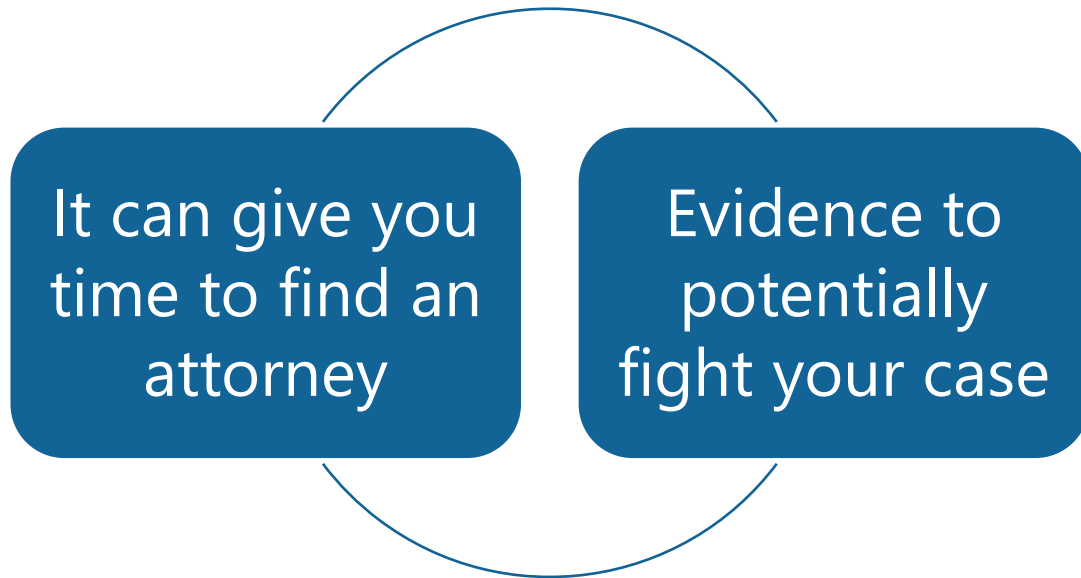 It can give you
time to find an
attorney
Evidence to
potentially
fight your case